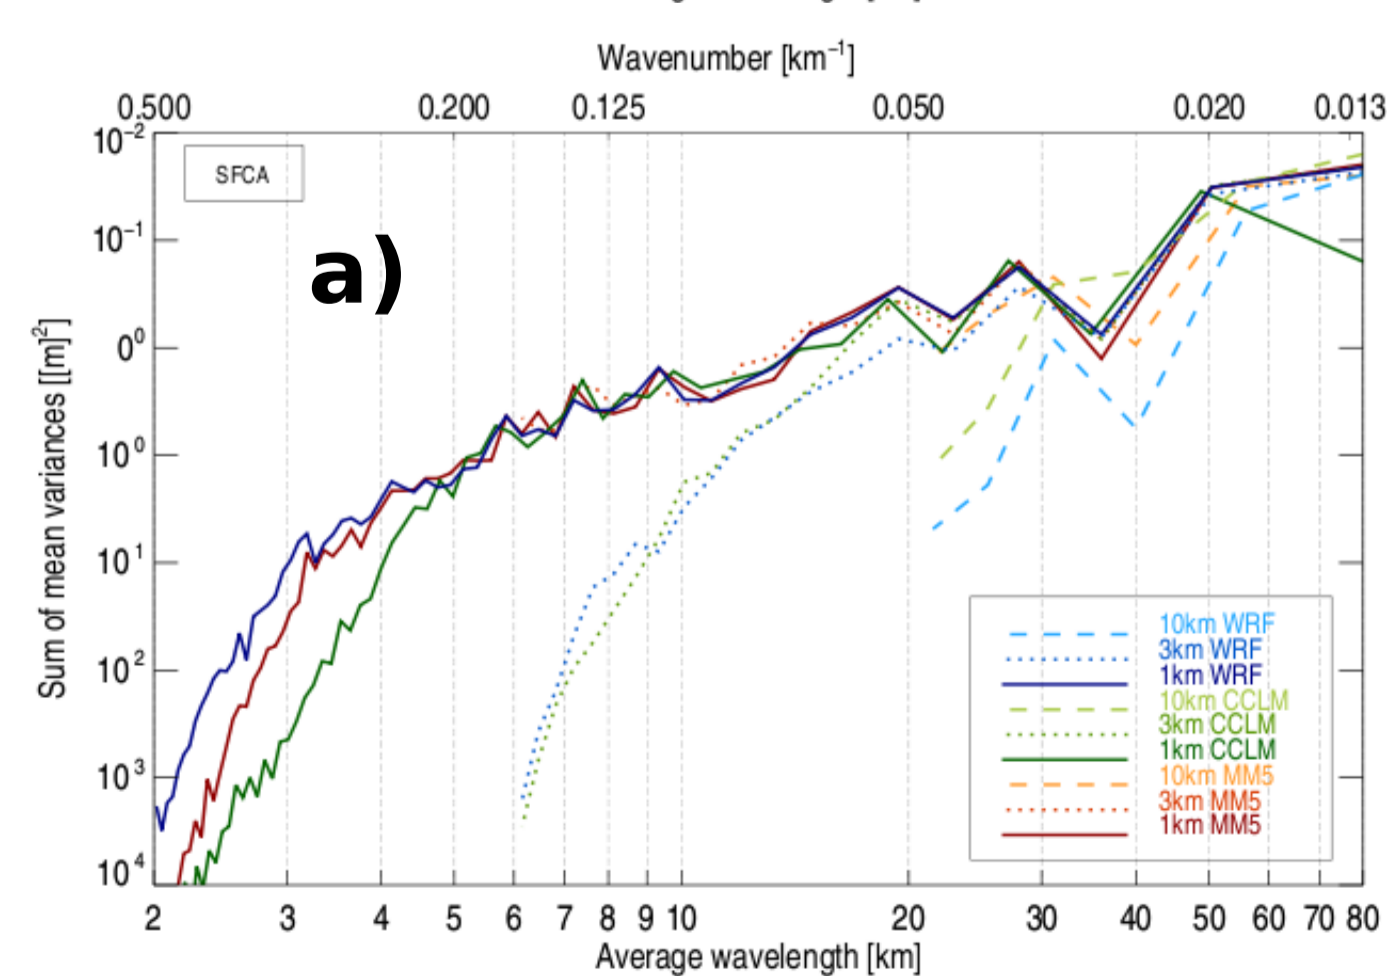 Wavenumber [km⁻¹]
0.500 0.200 0.125 0.050 0.020 0.013
10⁻²
SFCA
a)
10⁻¹
0⁰
10⁰
10¹
10²
10³
10⁴
Sum of mean variances [[m]²]
10km WRF
3km WRF
1km WRF
10km CCLM
3km CCLM
1km CCLM
10km MM5
3km MM5
1km MM5
2 3 4 5 6 7 8 9 10 20 30 40 50 60 70 80
Average wavelength [km]